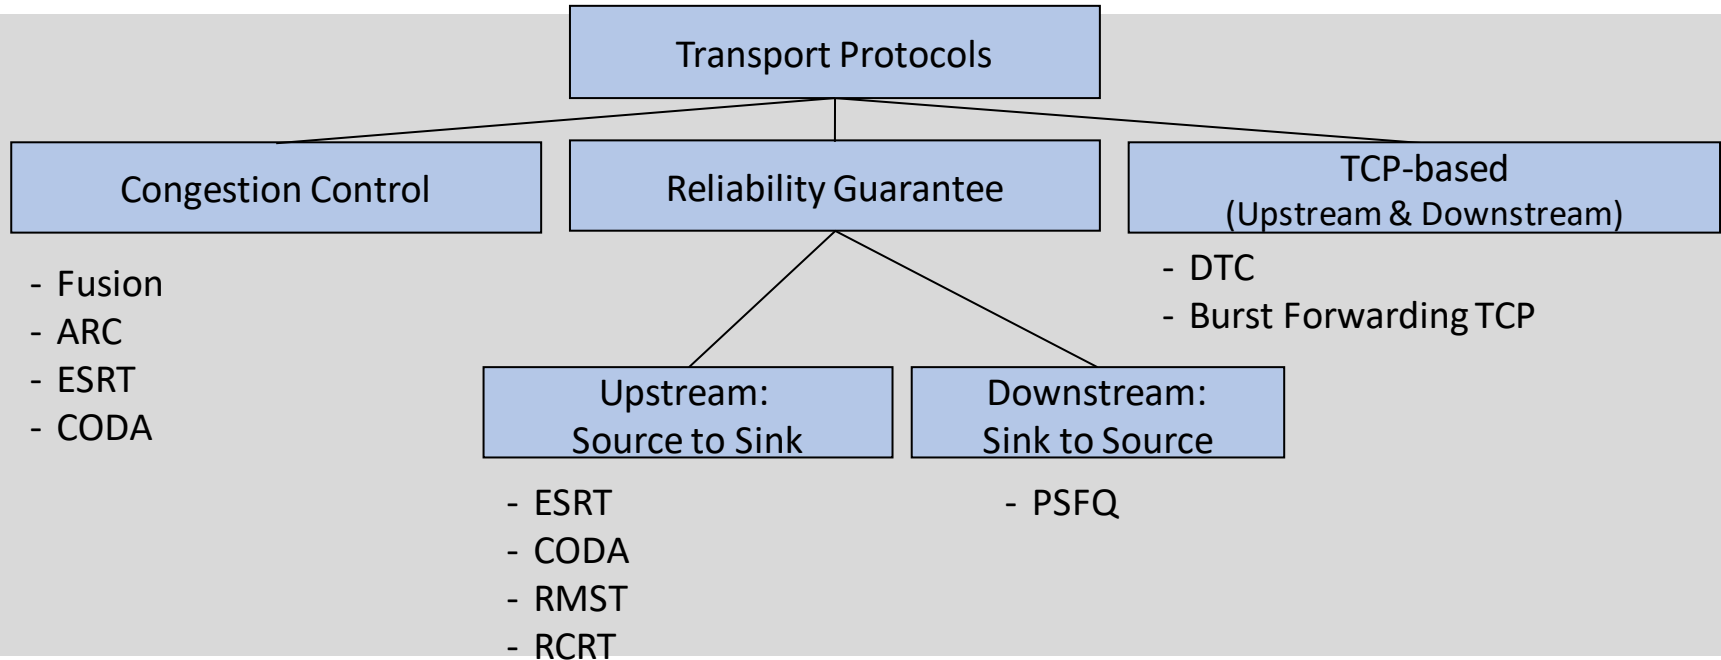 Transport Protocols
Congestion Control
Reliability Guarantee
TCP-based
(Upstream & Downstream)
- Fusion
- ARC
- ESRT
- CODA
- DTC
- Burst Forwarding TCP
Upstream:
Source to Sink
Downstream:
Sink to Source
- ESRT
- CODA
- RMST
- RCRT
- PSFQ